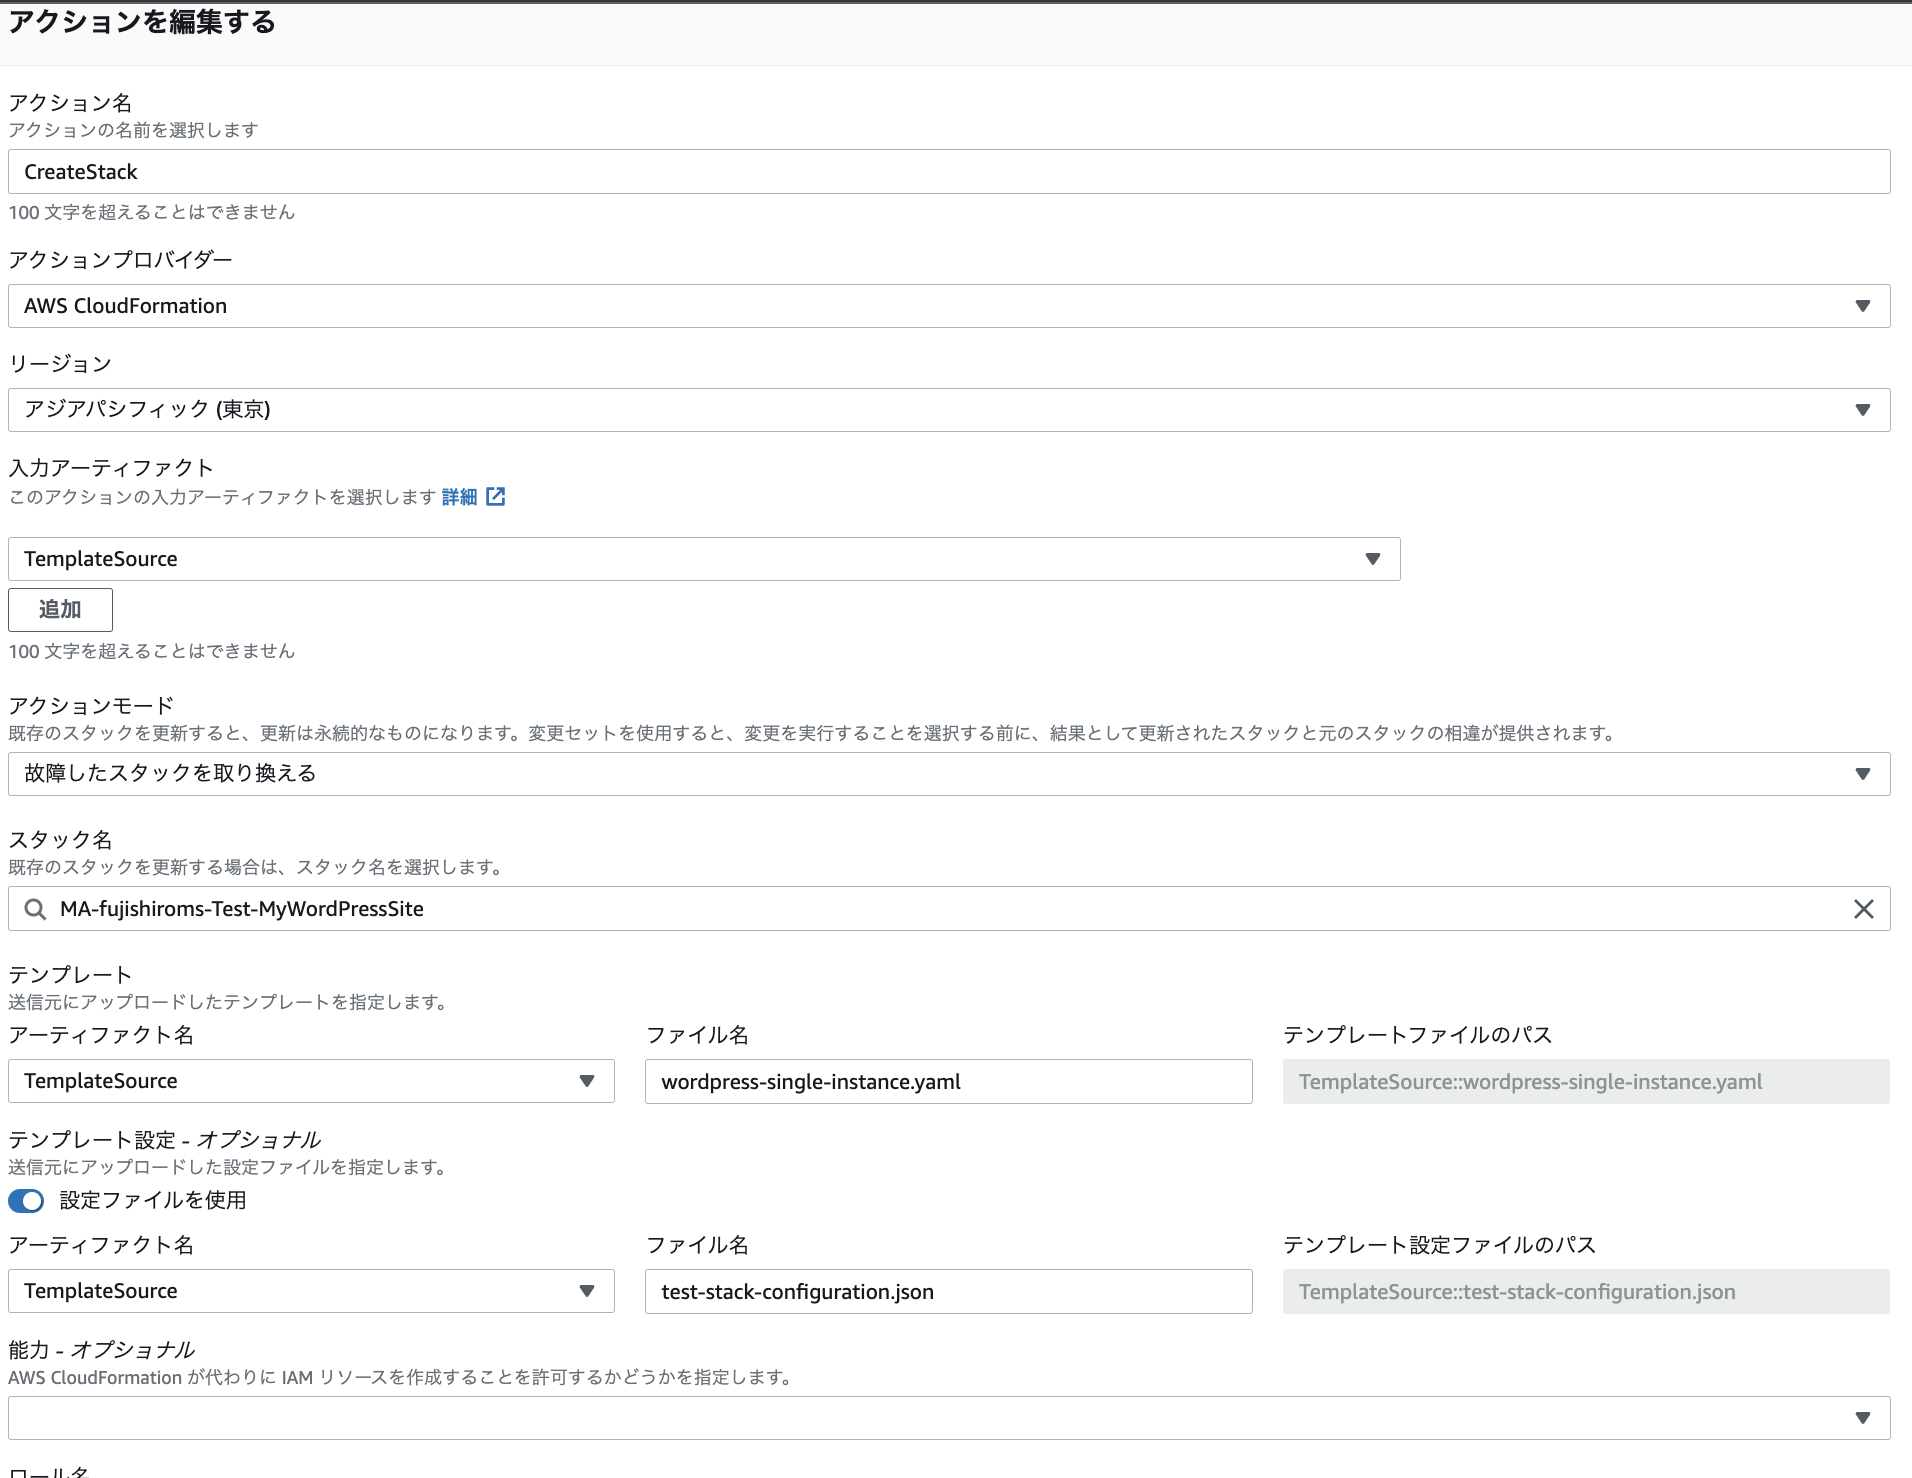 アクションを編集する
アクション名
アクションの名前を選択します
CreateStack
100 文字を超えることはできません
アクションプロバイダー
AWS CloudFormation
リージョン
アジアパシフィック (東京)
入力アーティファクト
このアクションの入力アーティファクトを選択します 詳細
TemplateSource
追加
100 文字を超えることはできません
アクションモード
既存のスタックを更新すると、更新は永続的なものになります。変更セットを使用すると、変更を実行することを選択する前に、結果として更新されたスタックと元のスタックの相違が提供されます。
故障したスタックを取り換える
スタック名
既存のスタックを更新する場合は、スタック名を選択します。
MA-fujishiroms-Test-MyWordPressSite
テンプレート
送信元にアップロードしたテンプレートを指定します。
アーティファクト名 ファイル名 テンプレートファイルのパス
TemplateSource wordpress-single-instance.yaml TemplateSource::wordpress-single-instance.yaml
テンプレート設定 - オプショナル
送信元にアップロードした設定ファイルを指定します。
設定ファイルを使用
アーティファクト名 ファイル名 テンプレート設定ファイルのパス
TemplateSource test-stack-configuration.json TemplateSource::test-stack-configuration.json
能力 - オプショナル
AWS CloudFormation が代わりに IAM リソースを作成することを許可するかどうかを指定します。
ロール名